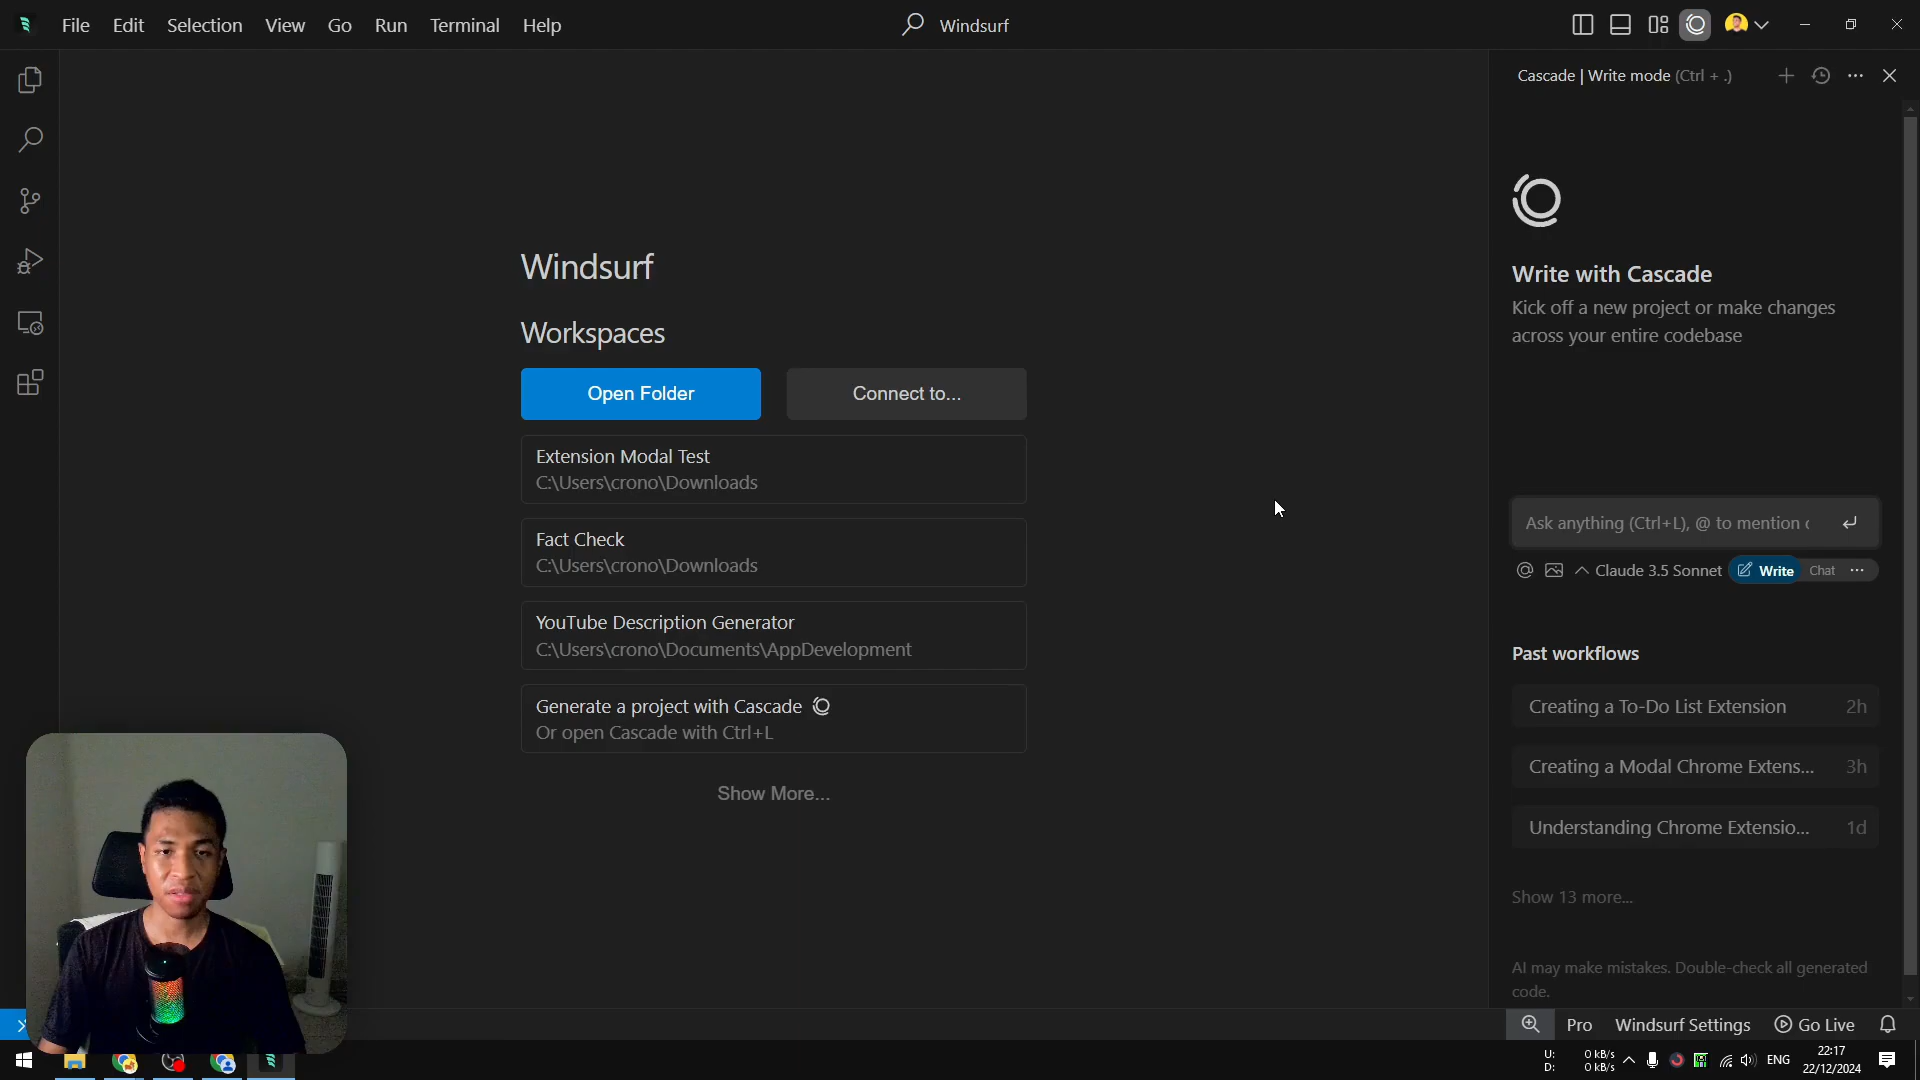 File Edit Selection View Go Run Terminal Help
Windsurf
Cascade | Write mode (Ctrl + .)
Windsurf
Workspaces
Open Folder
Connect to...
Extension Modal Test
C:\Users\crono\Downloads
Fact Check
C:\Users\crono\Downloads
YouTube Description Generator
C:\Users\crono\Documents\AppDevelopment
Generate a project with Cascade
Or open Cascade with Ctrl+L
Show More...
Write with Cascade
Kick off a new project or make changes
across your entire codebase
Ask anything (Ctrl+L), @ to mention
Claude 3.5 Sonnet Write Chat ...
Past workflows
Creating a To-Do List Extension 2h
Creating a Modal Chrome Extens... 3h
Understanding Chrome Extensio... 1d
Show 13 more...
AI may make mistakes. Double-check all generated
code.
Pro Windsurf Settings Go Live
U: 0 kB/s
D: 0 kB/s
ENG
22:17
22/12/2024